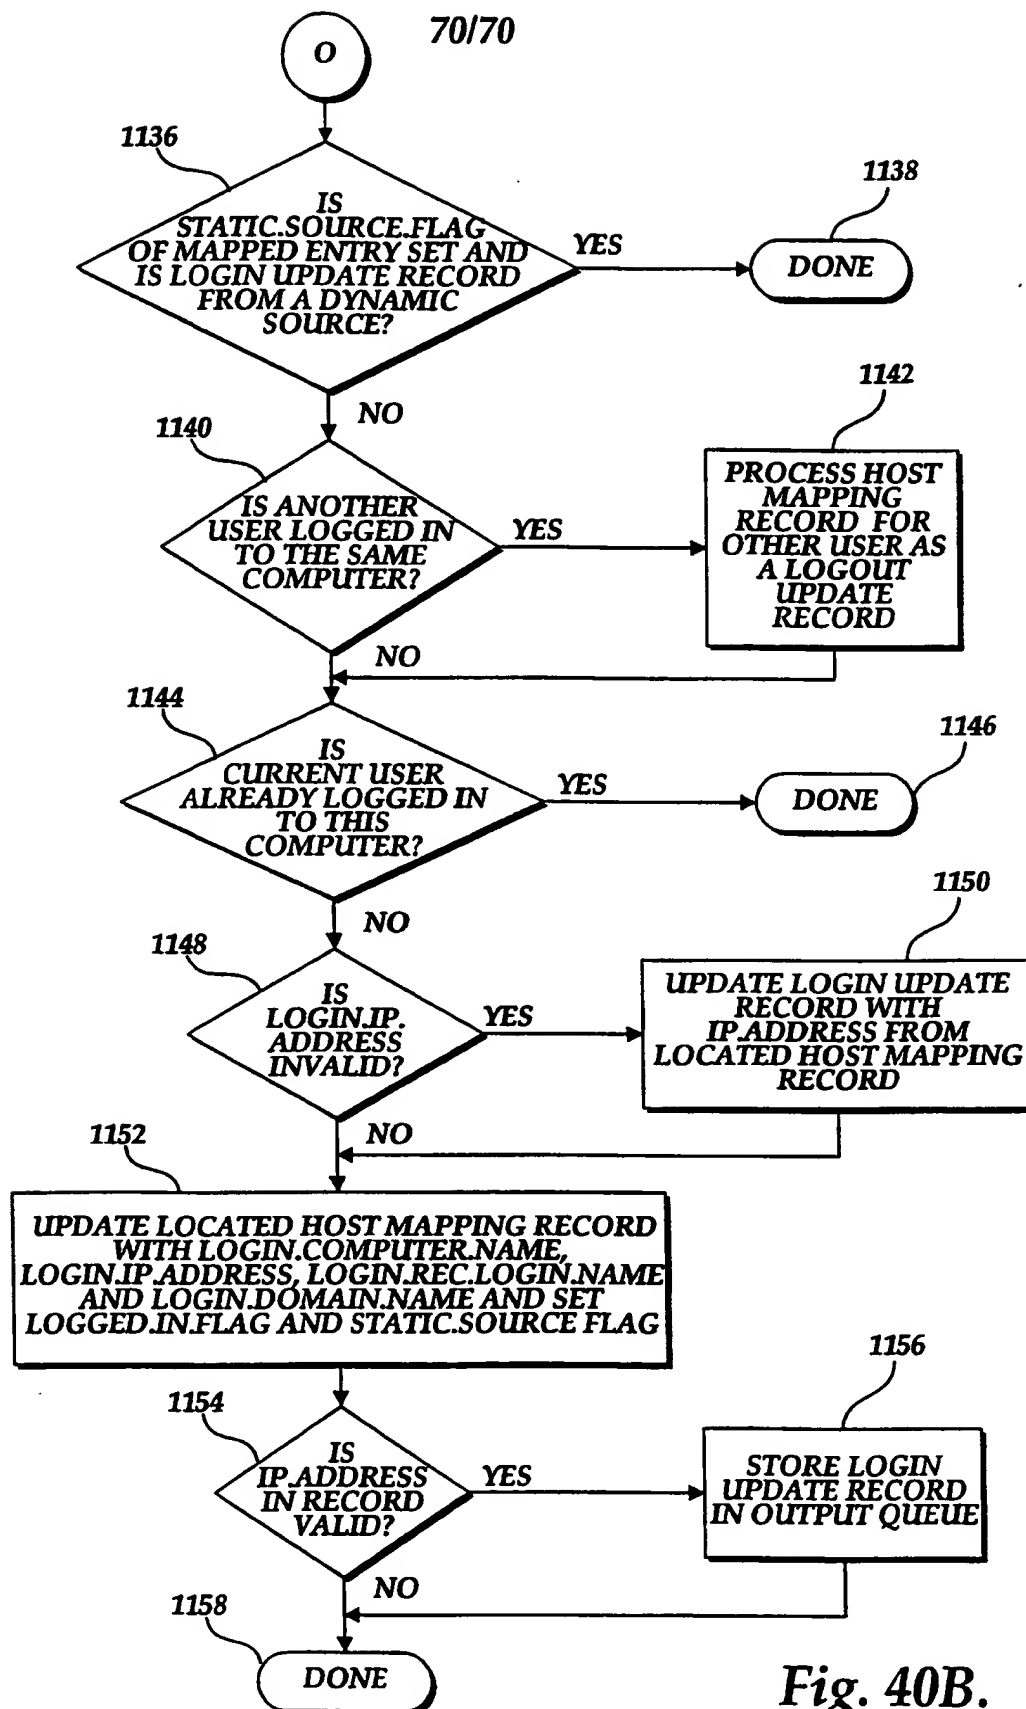 70/70
O
1136
IS
STATIC.SOURCE.FLAG
OF MAPPED ENTRY SET AND
IS LOGIN UPDATE RECORD
FROM A DYNAMIC
SOURCE?
YES
1138
DONE
NO
1140
IS ANOTHER
USER LOGGED IN
TO THE SAME
COMPUTER?
YES
1142
PROCESS HOST
MAPPING
RECORD FOR
OTHER USER AS
A LOGOUT
UPDATE
RECORD
NO
1144
IS
CURRENT USER
ALREADY LOGGED IN
TO THIS
COMPUTER?
YES
1146
DONE
NO
1148
IS
LOGIN.IP.
ADDRESS
INVALID?
YES
1150
UPDATE LOGIN UPDATE
RECORD WITH
IP.ADDRESS FROM
LOCATED HOST MAPPING
RECORD
NO
1152
UPDATE LOCATED HOST MAPPING RECORD
WITH LOGIN.COMPUTER.NAME,
LOGIN.IP.ADDRESS, LOGIN.REC.LOGIN.NAME
AND LOGIN.DOMAIN.NAME AND SET
LOGGED.IN.FLAG AND STATIC.SOURCE FLAG
1154
IS
IP.ADDRESS
IN RECORD
VALID?
YES
1156
STORE LOGIN
UPDATE RECORD
IN OUTPUT QUEUE
NO
1158
DONE
Fig. 40B.